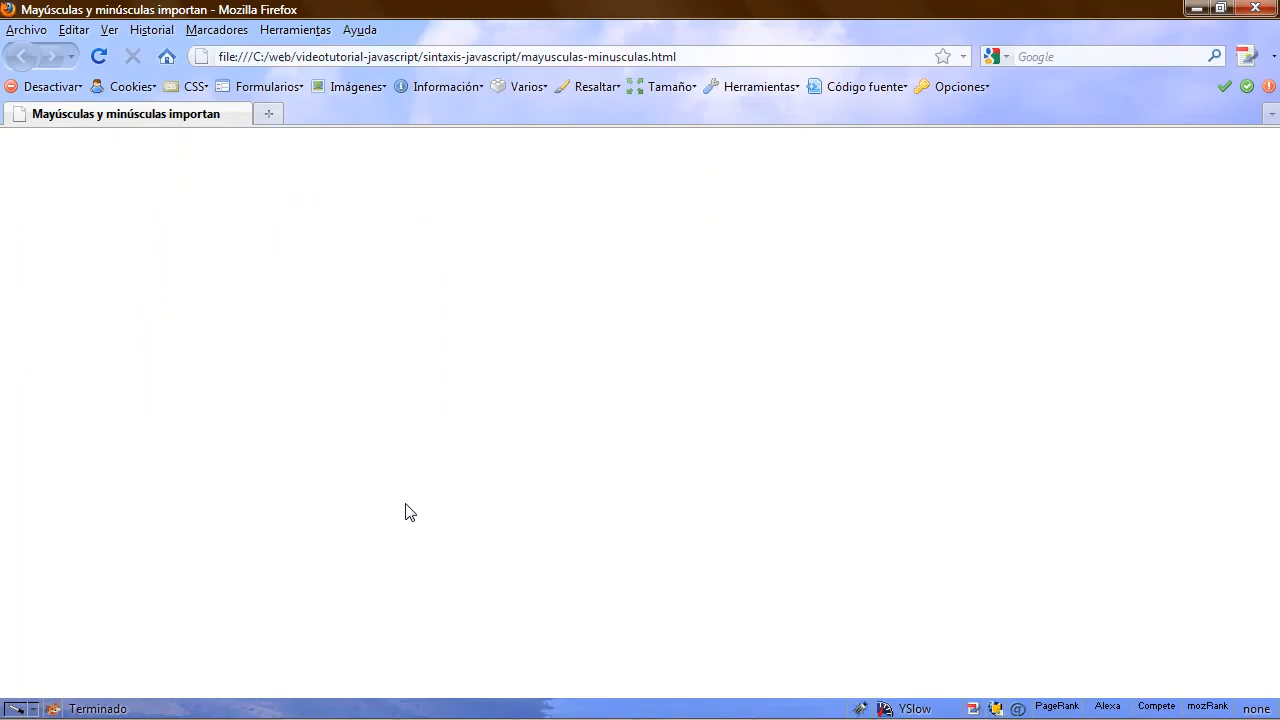 Mayúsculas y minúsculas importan - Mozilla Firefox
Archivo Editar Ver Historial Marcadores Herramientas Ayuda
file:///C:/web/videotutorial-javascript/sintaxis-javascript/mayusculas-minusculas.html Google
Desactivar Cookies CSS Formularios Imágenes Información Varios Resaltar Tamaño Herramientas Código fuente Opciones
Mayúsculas y minúsculas importan
Terminado YSlow PageRank Alexa Compete mozRank none